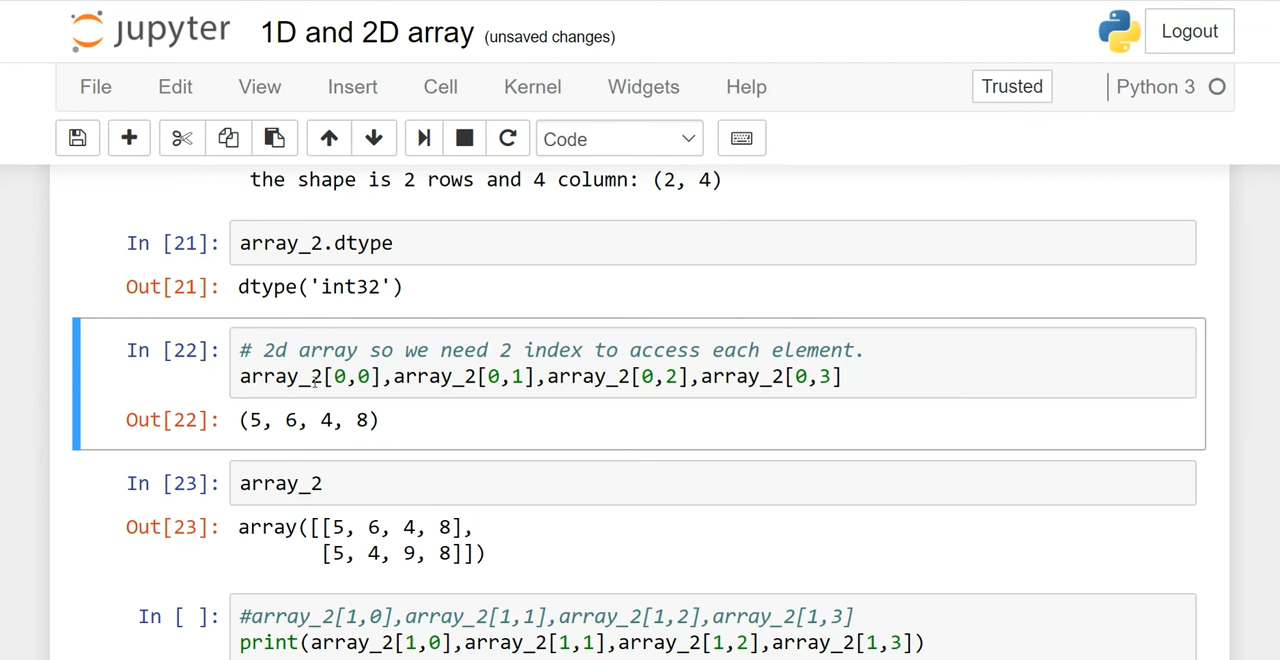 jupyter 1D and 2D array (unsaved changes) Logout
File Edit View Insert Cell Kernel Widgets Help Trusted Python 3
Code
the shape is 2 rows and 4 column: (2, 4)
In [21]: array_2.dtype
Out[21]: dtype('int32')
In [22]: # 2d array so we need 2 index to access each element.
array_2[0,0],array_2[0,1],array_2[0,2],array_2[0,3]
Out[22]: (5, 6, 4, 8)
In [23]: array_2
Out[23]: array([[5, 6, 4, 8],
[5, 4, 9, 8]])
In [ ]: #array_2[1,0],array_2[1,1],array_2[1,2],array_2[1,3]
print(array_2[1,0],array_2[1,1],array_2[1,2],array_2[1,3])